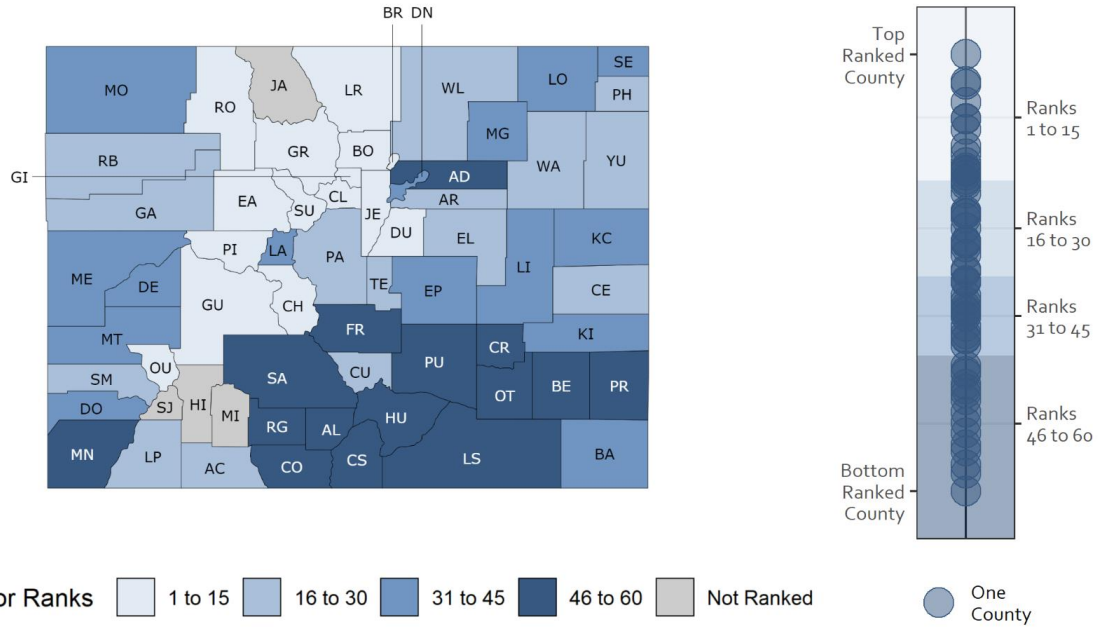 BR DN
MO
RO
JA
LR
WL
LO
SE
PH
MG
RB
GR
BO
WA
YU
GI
AD
EA
CL
AR
GA
SU
JE
DU
EL
PI
LA
PA
LI
KC
ME
DE
TE
EP
CE
GU
CH
MT
FR
KI
OU
CR
SM
SA
CU
PU
OT
BE
PR
DO
SJ
HI
MI
HU
RG
AL
MN
LP
AC
CO
CS
LS
BA
Top
Ranked
County
Ranks
1 to 15
Ranks
16 to 30
Ranks
31 to 45
Ranks
46 to 60
Bottom
Ranked
County
or Ranks
1 to 15
16 to 30
31 to 45
46 to 60
Not Ranked
One
County